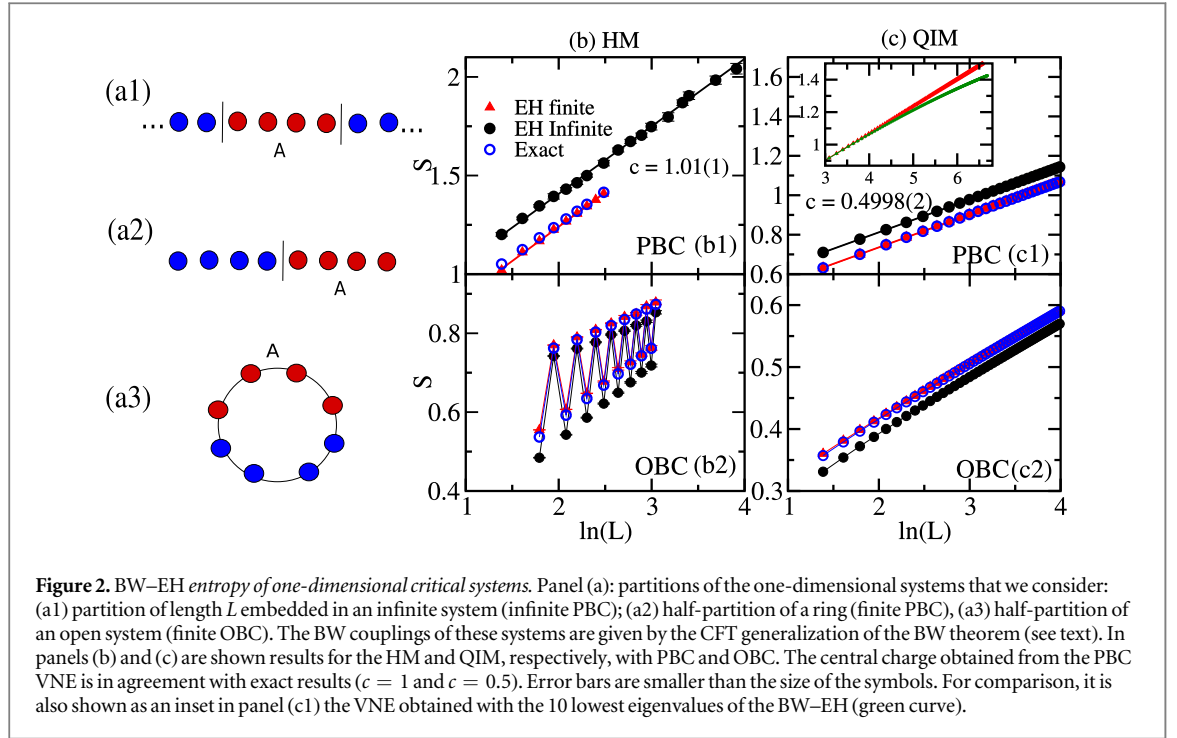 (b) HM
(c) QIM
(a1)
... ...
A
(a2)
A
(a3)
A
S
2
1.5
1
EH finite
EH Infinite
Exact
c = 1.01(1)
PBC (b1)
1.6
1.4
1.2
1
0.8
0.6
1.4
1.2
1
3 4 5 6
c = 0.4998(2)
PBC (c1)
S
0.8
0.6
0.4
OBC (b2)
2 3 4
ln(L)
0.6
0.5
0.4
0.3
OBC(c2)
1 2 3 4
ln(L)
Figure 2. BW–EH entropy of one-dimensional critical systems. Panel (a): partitions of the one-dimensional systems that we consider:
(a1) partition of length L embedded in an infinite system (infinite PBC); (a2) half-partition of a ring (finite PBC), (a3) half-partition of
an open system (finite OBC). The BW couplings of these systems are given by the CFT generalization of the BW theorem (see text). In
panels (b) and (c) are shown results for the HM and QIM, respectively, with PBC and OBC. The central charge obtained from the PBC
VNE is in agreement with exact results (c = 1 and c = 0.5). Error bars are smaller than the size of the symbols. For comparison, it is
also shown as an inset in panel (c1) the VNE obtained with the 10 lowest eigenvalues of the BW–EH (green curve).